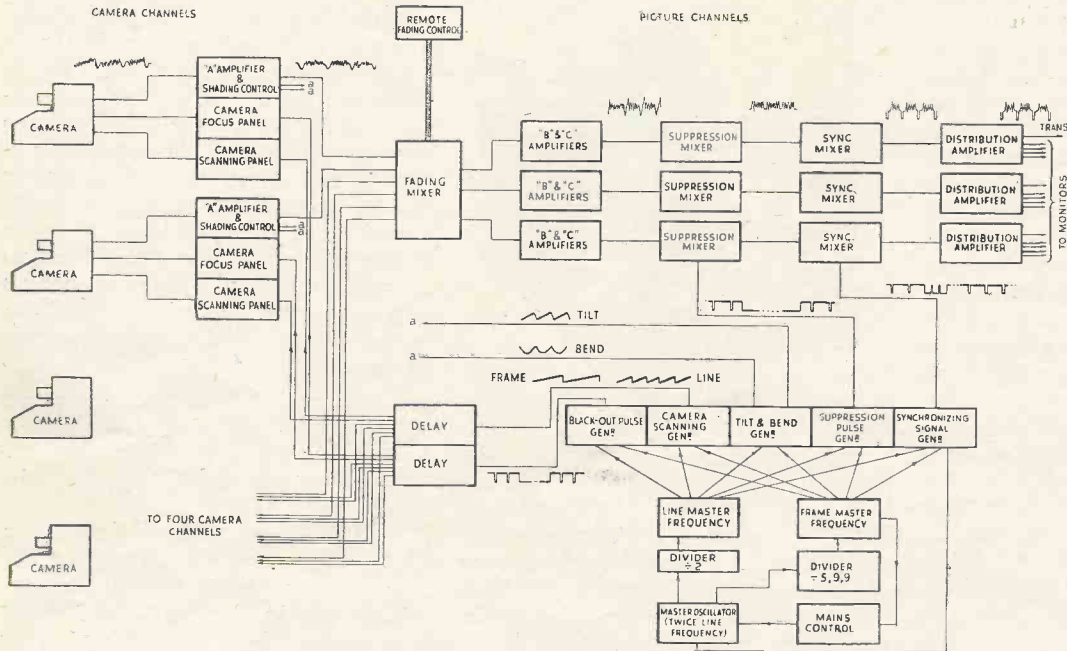 CAMERA CHANNELS
PICTURE CHANNELS
REMOTE
FADING CONTROL
"A" AMPLIFIER
&
SHADING CONTROL
a
a
CAMERA
FOCUS PANEL
CAMERA
SCANNING PANEL
CAMERA
"A" AMPLIFIER
&
SHADING CONTROL
a
a
CAMERA
FOCUS PANEL
CAMERA
SCANNING PANEL
CAMERA
CAMERA
CAMERA
TO FOUR CAMERA
CHANNELS
FADING
MIXER
"B" & "C"
AMPLIFIERS
SUPPRESSION
MIXER
SYNC
MIXER
DISTRIBUTION
AMPLIFIER
TRANS
"B" & "C"
AMPLIFIERS
SUPPRESSION
MIXER
SYNC.
MIXER
DISTRIBUTION
AMPLIFIER
"B" & "C"
AMPLIFIERS
SUPPRESSION
MIXER
SYNC.
MIXER
DISTRIBUTION
AMPLIFIER
TO MONITORS
a
TILT
a
BEND
FRAME
LINE
DELAY
DELAY
BLACK-OUT PULSE
GENR
CAMERA
SCANNING
GENR
TILT & BEND
GENR
SUPPRESSION
PULSE
GENR
SYNCHRONIZING
SIGNAL
GENR
LINE MASTER
FREQUENCY
FRAME MASTER
FREQUENCY
DIVIDER
÷2
DIVIDER
÷5,9,9
MASTER OSCILLATOR
(TWICE LINE
FREQUENCY)
MAINS
CONTROL